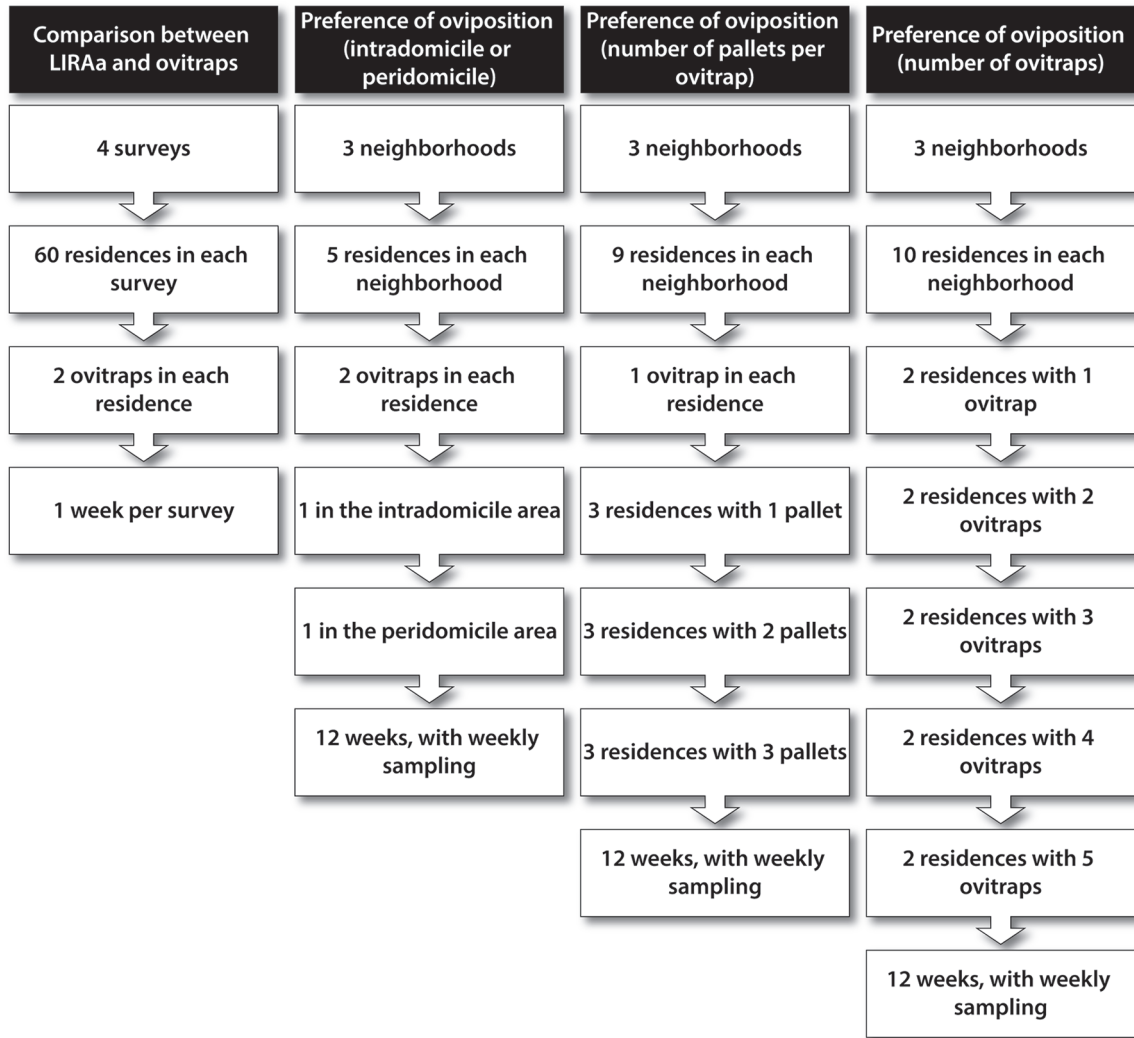 Comparison between
LIRAa and ovitraps
4 surveys
60 residences in each
survey
2 ovitraps in each
residence
1 week per survey
Preference of oviposition
(intradomicile or
peridomicile)
3 neighborhoods
5 residences in each
neighborhood
2 ovitraps in each
residence
1 in the intradomicile area
1 in the peridomicile area
12 weeks, with weekly
sampling
Preference of oviposition
(number of pallets per
ovitrap)
3 neighborhoods
9 residences in each
neighborhood
1 ovitrap in each
residence
3 residences with 1 pallet
3 residences with 2 pallets
3 residences with 3 pallets
12 weeks, with weekly
sampling
Preference of oviposition
(number of ovitraps)
3 neighborhoods
10 residences in each
neighborhood
2 residences with 1
ovitrap
2 residences with 2
ovitraps
2 residences with 3
ovitraps
2 residences with 4
ovitraps
2 residences with 5
ovitraps
12 weeks, with weekly
sampling